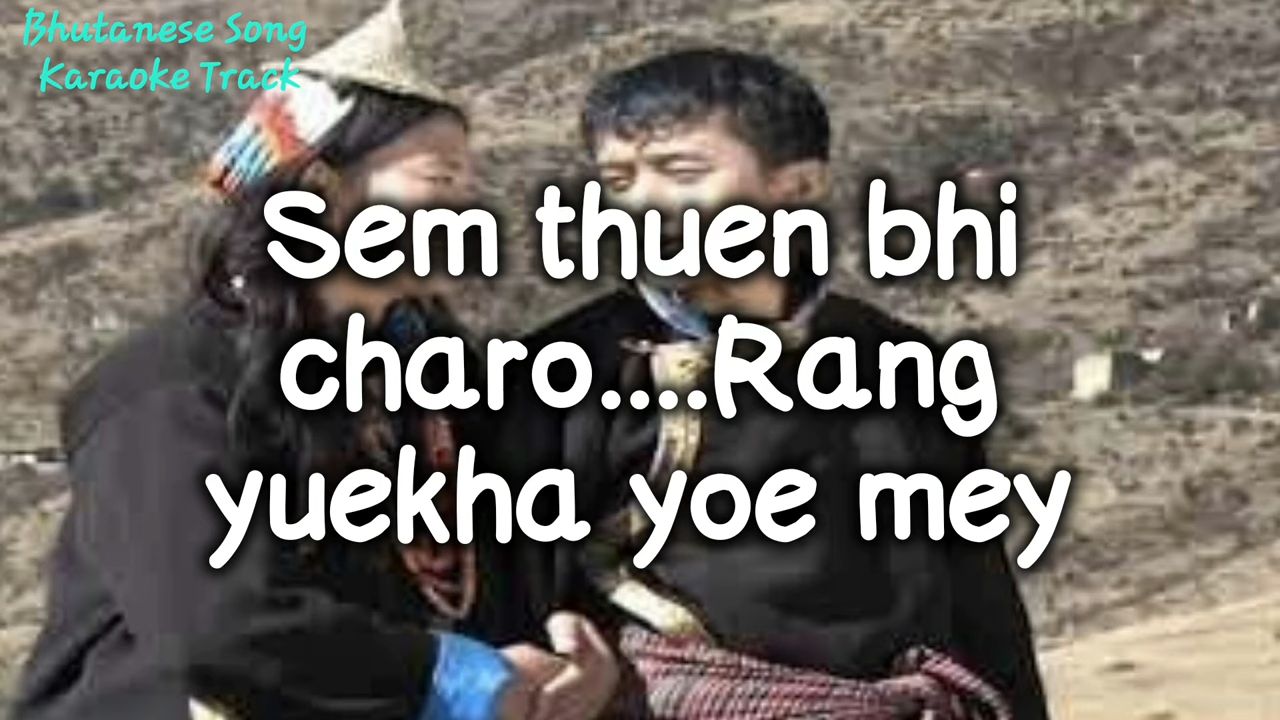 Bhutanese Song
Karaoke Track
Sem thuen bhi
charo....Rang
yuekha yoe mey